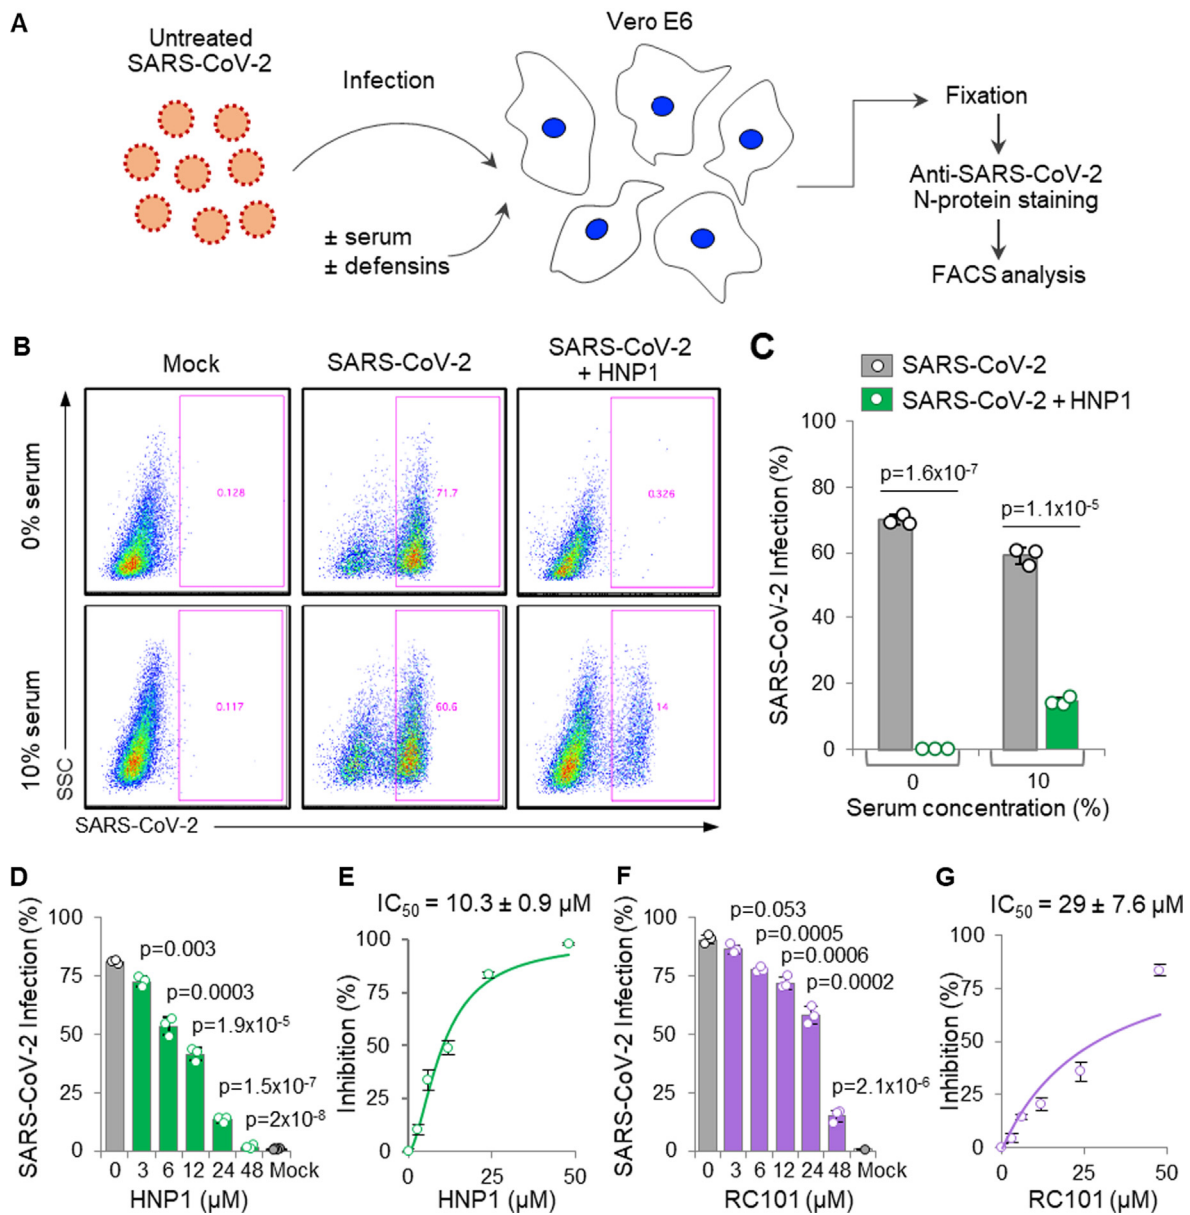 A
Untreated
SARS-CoV-2
Infection
± serum
± defensins
Vero E6
Fixation
Anti-SARS-CoV-2
N-protein staining
FACS analysis
B
Mock
SARS-CoV-2
SARS-CoV-2
+ HNP1
0% serum
0.128
71.7
0.326
10% serum
0.117
60.6
14
SSC
SARS-CoV-2
C
SARS-CoV-2
SARS-CoV-2 + HNP1
SARS-CoV-2 Infection (%)
100
80
60
40
20
0
p=1.6x10⁻⁷
p=1.1x10⁻⁵
0
10
Serum concentration (%)
D
SARS-CoV-2 Infection (%)
100
75
50
25
0
p=0.003
p=0.0003
p=1.9x10⁻⁵
p=1.5x10⁻⁷
p=2x10⁻⁸
0 3 6 12 24 48 Mock
HNP1 (µM)
E
IC₅₀ = 10.3 ± 0.9 µM
Inhibition (%)
100
75
50
25
0
0 25 50
HNP1 (µM)
F
SARS-CoV-2 Infection (%)
100
75
50
25
0
p=0.053
p=0.0005
p=0.0006
p=0.0002
p=2.1x10⁻⁶
0 3 6 12 24 48 Mock
RC101 (µM)
G
IC₅₀ = 29 ± 7.6 µM
Inhibition (%)
100
75
50
25
0
0 25 50
RC101 (µM)